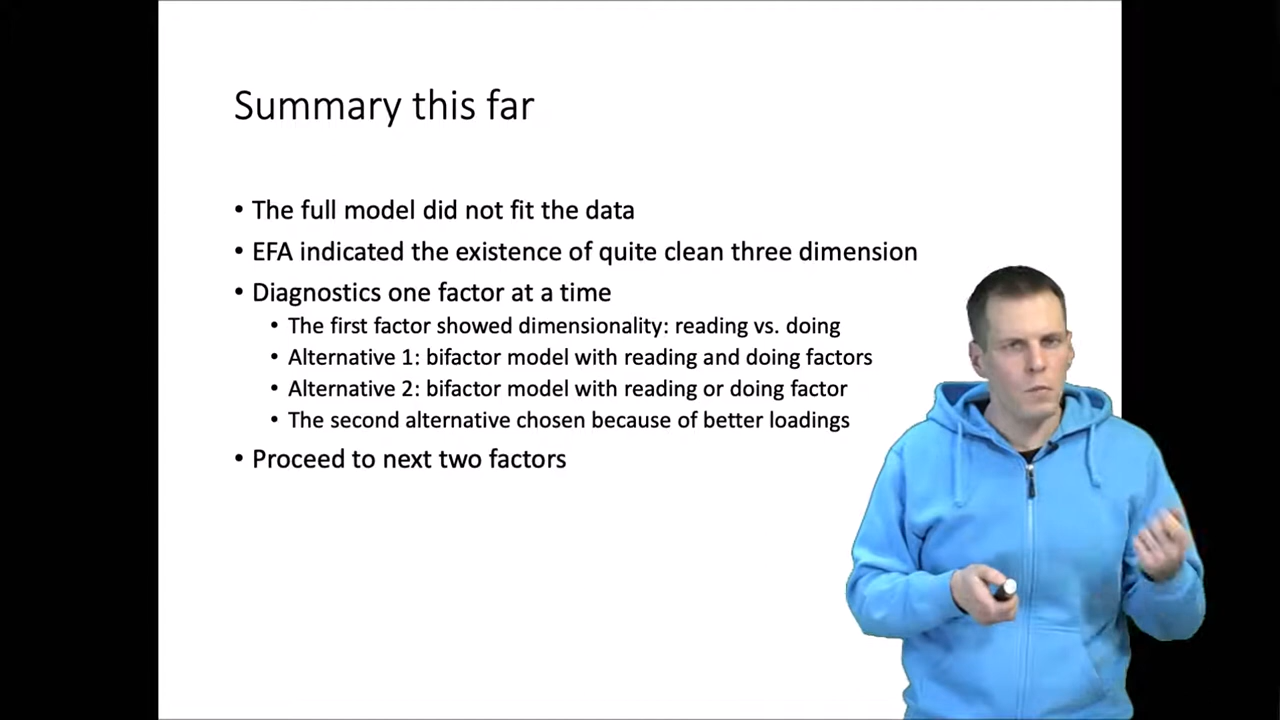 Summary this far
• The full model did not fit the data
• EFA indicated the existence of quite clean three dimension
• Diagnostics one factor at a time
• The first factor showed dimensionality: reading vs. doing
• Alternative 1: bifactor model with reading and doing factors
• Alternative 2: bifactor model with reading or doing factor
• The second alternative chosen because of better loadings
• Proceed to next two factors